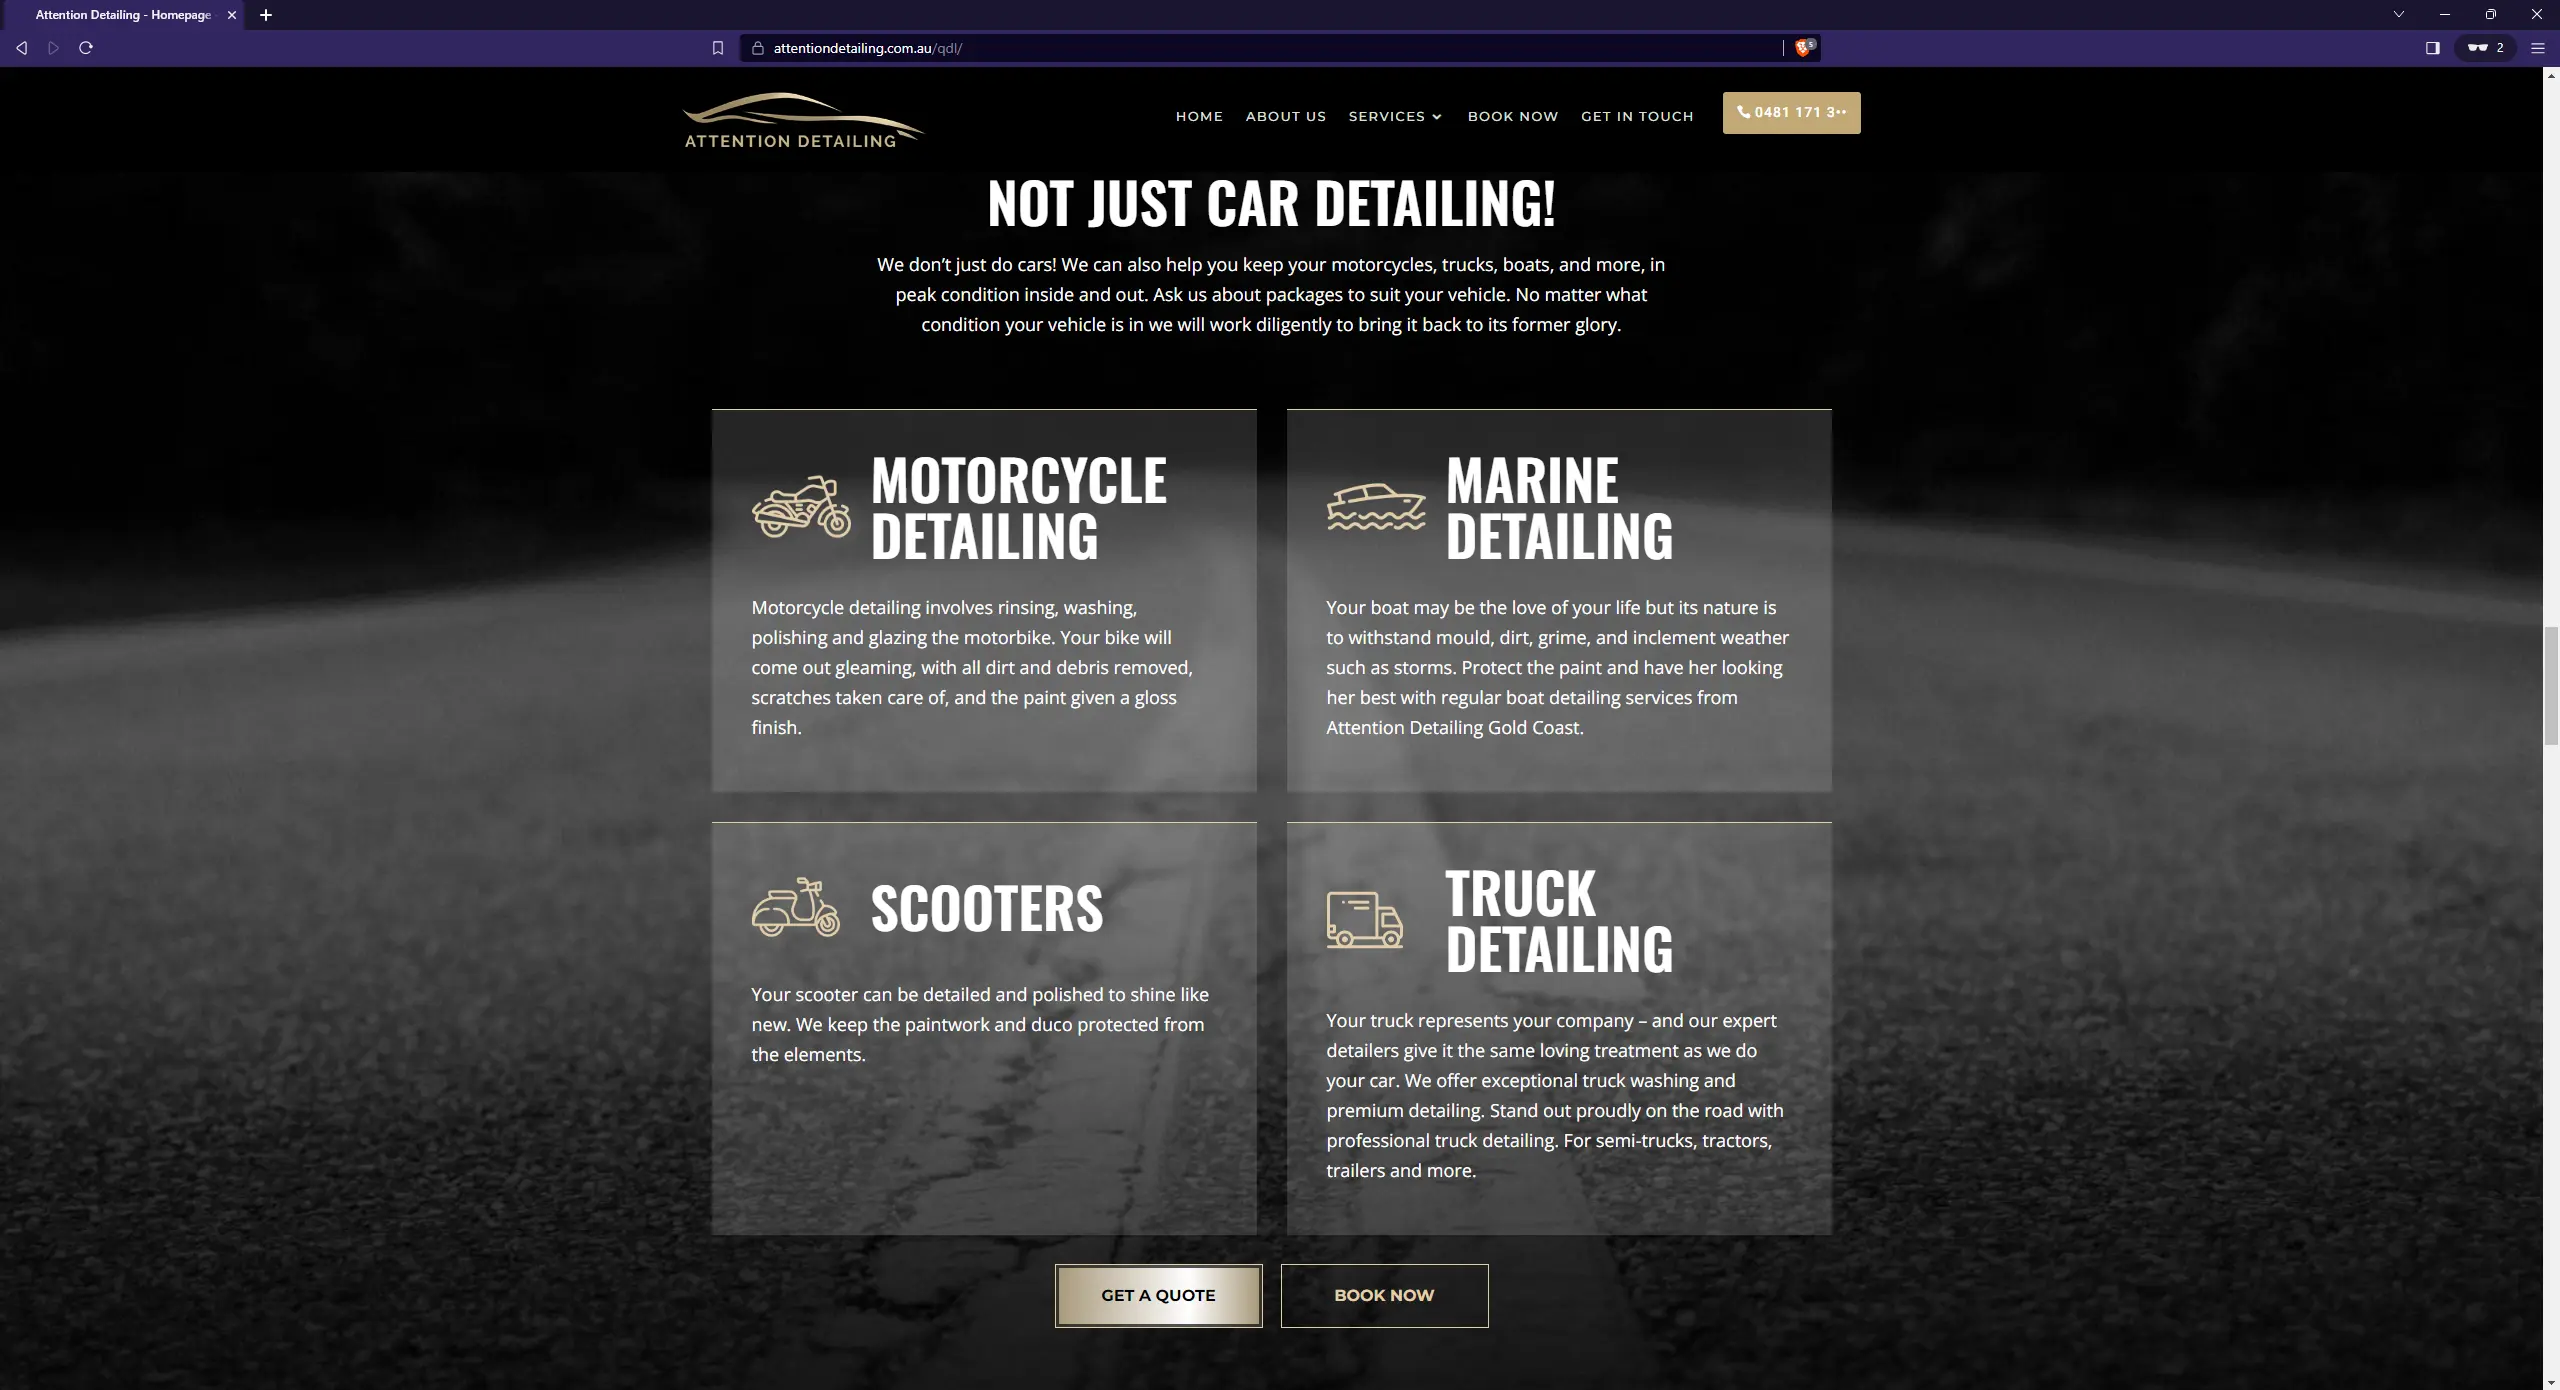 Attention Detailing - Homepage
attentiondetailing.com.au/qdl/
5
2
ATTENTION DETAILING
HOME
ABOUT US
SERVICES
BOOK NOW
GET IN TOUCH
0481 171 3••
NOT JUST CAR DETAILING!
We don’t just do cars! We can also help you keep your motorcycles, trucks, boats, and more, in
peak condition inside and out. Ask us about packages to suit your vehicle. No matter what
condition your vehicle is in we will work diligently to bring it back to its former glory.
MOTORCYCLE
DETAILING
Motorcycle detailing involves rinsing, washing,
polishing and glazing the motorbike. Your bike will
come out gleaming, with all dirt and debris removed,
scratches taken care of, and the paint given a gloss
finish.
MARINE
DETAILING
Your boat may be the love of your life but its nature is
to withstand mould, dirt, grime, and inclement weather
such as storms. Protect the paint and have her looking
her best with regular boat detailing services from
Attention Detailing Gold Coast.
SCOOTERS
Your scooter can be detailed and polished to shine like
new. We keep the paintwork and duco protected from
the elements.
TRUCK
DETAILING
Your truck represents your company – and our expert
detailers give it the same loving treatment as we do
your car. We offer exceptional truck washing and
premium detailing. Stand out proudly on the road with
professional truck detailing. For semi-trucks, tractors,
trailers and more.
GET A QUOTE
BOOK NOW